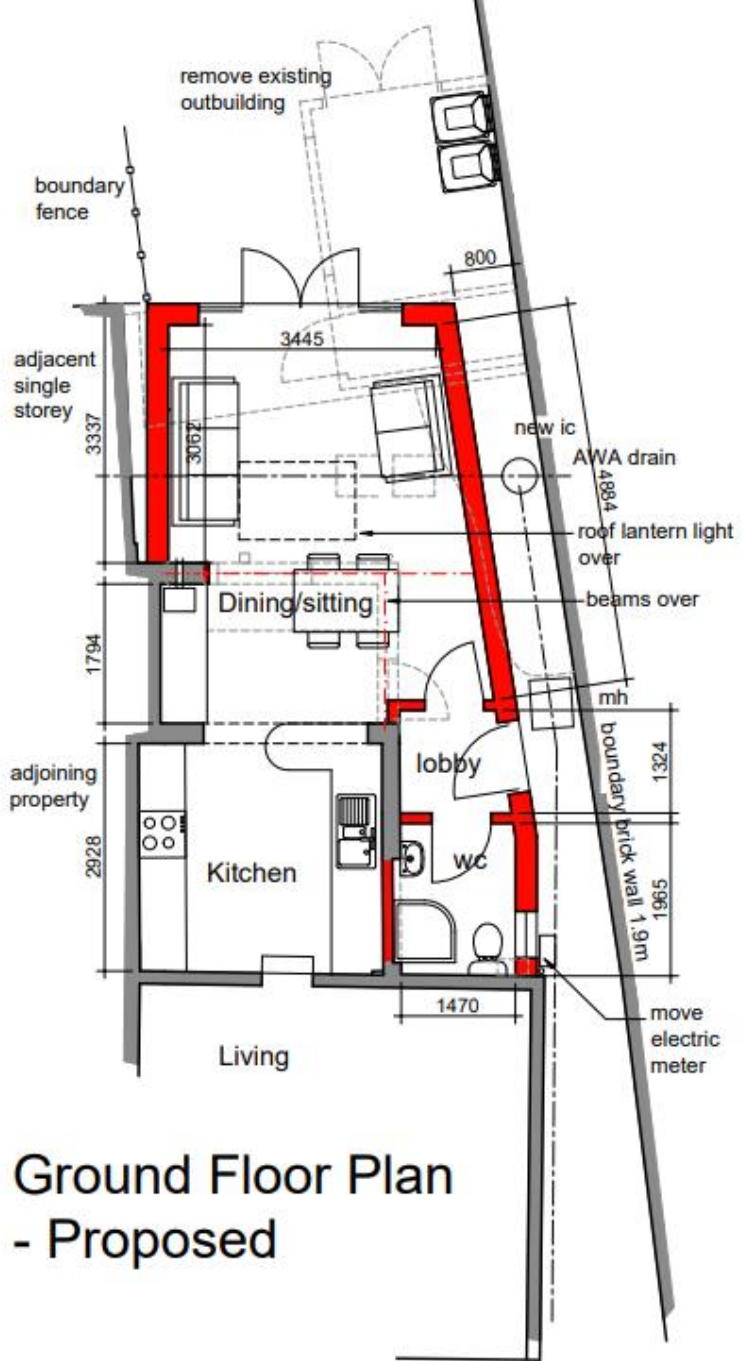 remove existing
outbuilding
boundary
fence
800
3445
adjacent
single
storey
3337
3062
new ic
AWA drain
4884
roof lantern light
over
Dining/sitting
beams over
1794
mh
lobby
1324
adjoining
property
boundary brick wall 1.9m
2928
Kitchen
wc
1965
1470
move
electric
meter
Living
Ground Floor Plan
- Proposed